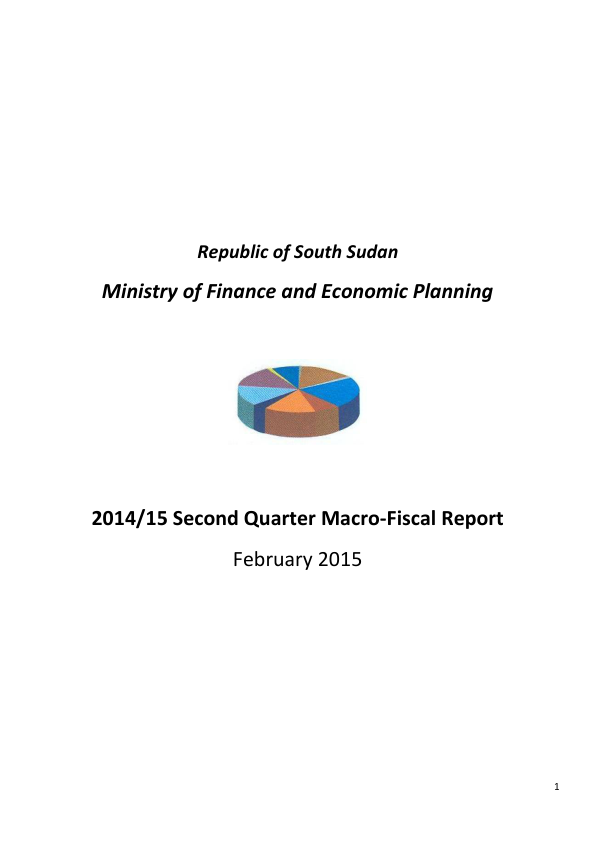 Republic of South Sudan
Ministry of Finance and Economic Planning
2014/15 Second Quarter Macro-Fiscal Report
February 2015
1